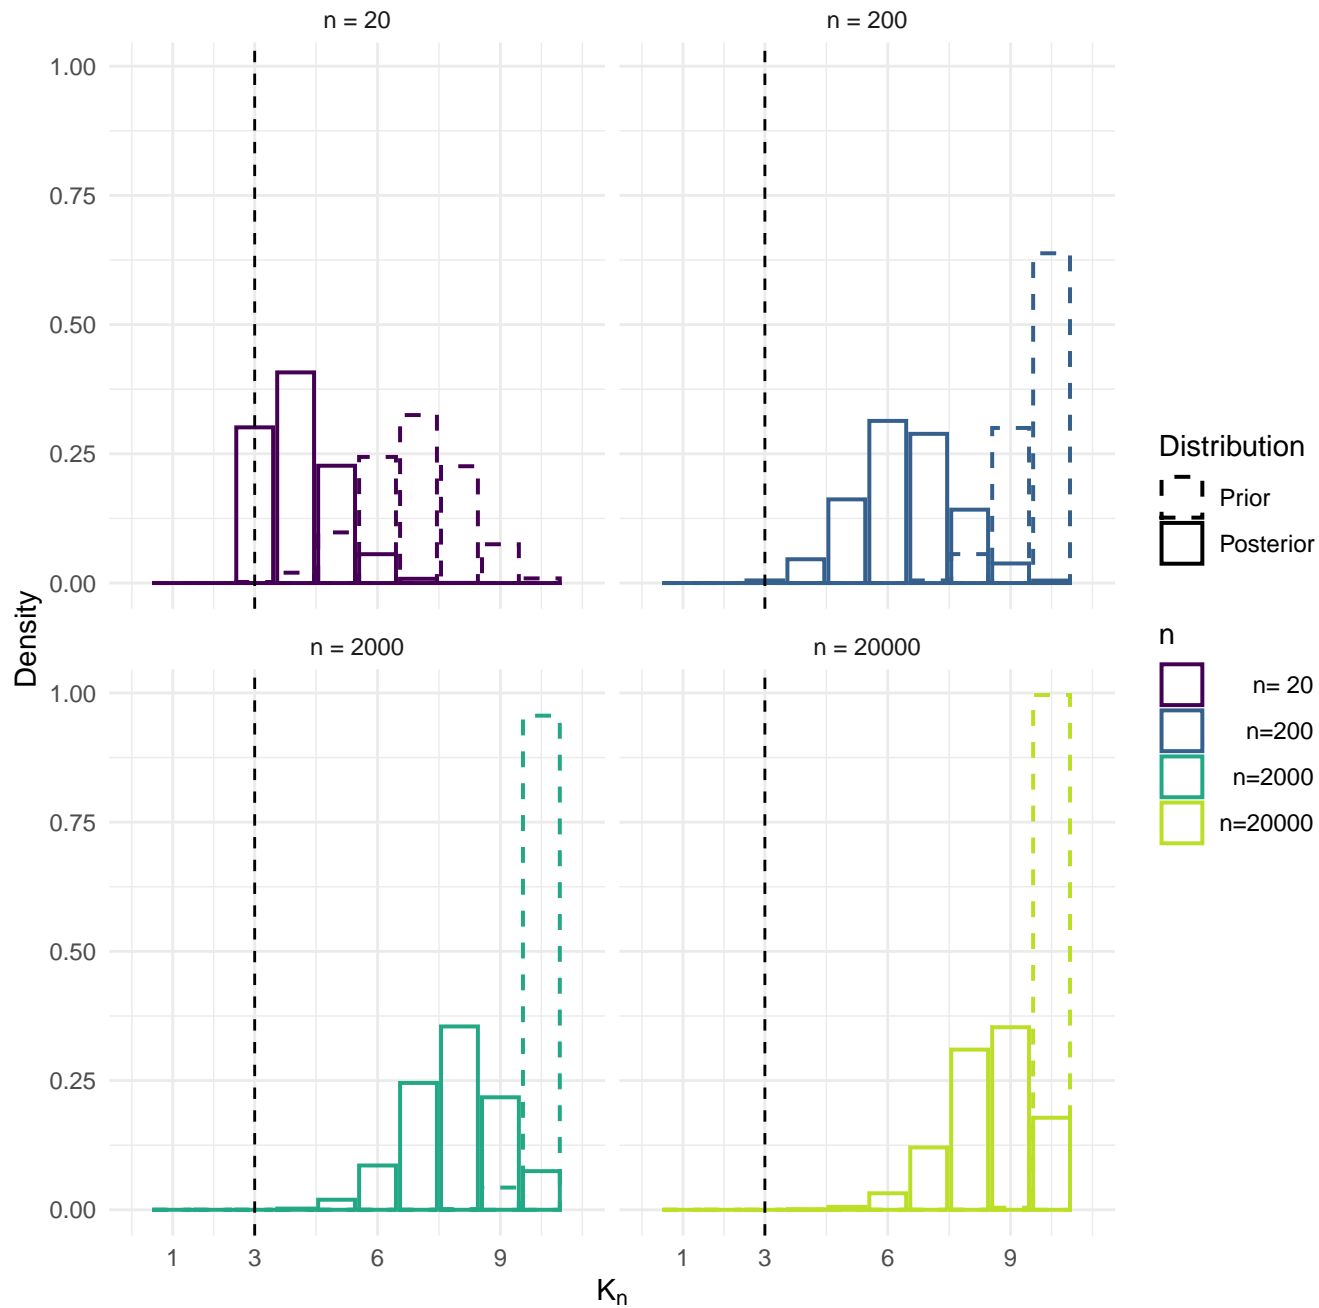 n = 20
n = 200
1.00
0.75
0.50
0.25
0.00
n = 2000
n = 20000
1.00
0.75
0.50
0.25
0.00
1 3 6 9
1 3 6 9
Kn
Density
Distribution
Prior
Posterior
n
n= 20
n=200
n=2000
n=20000